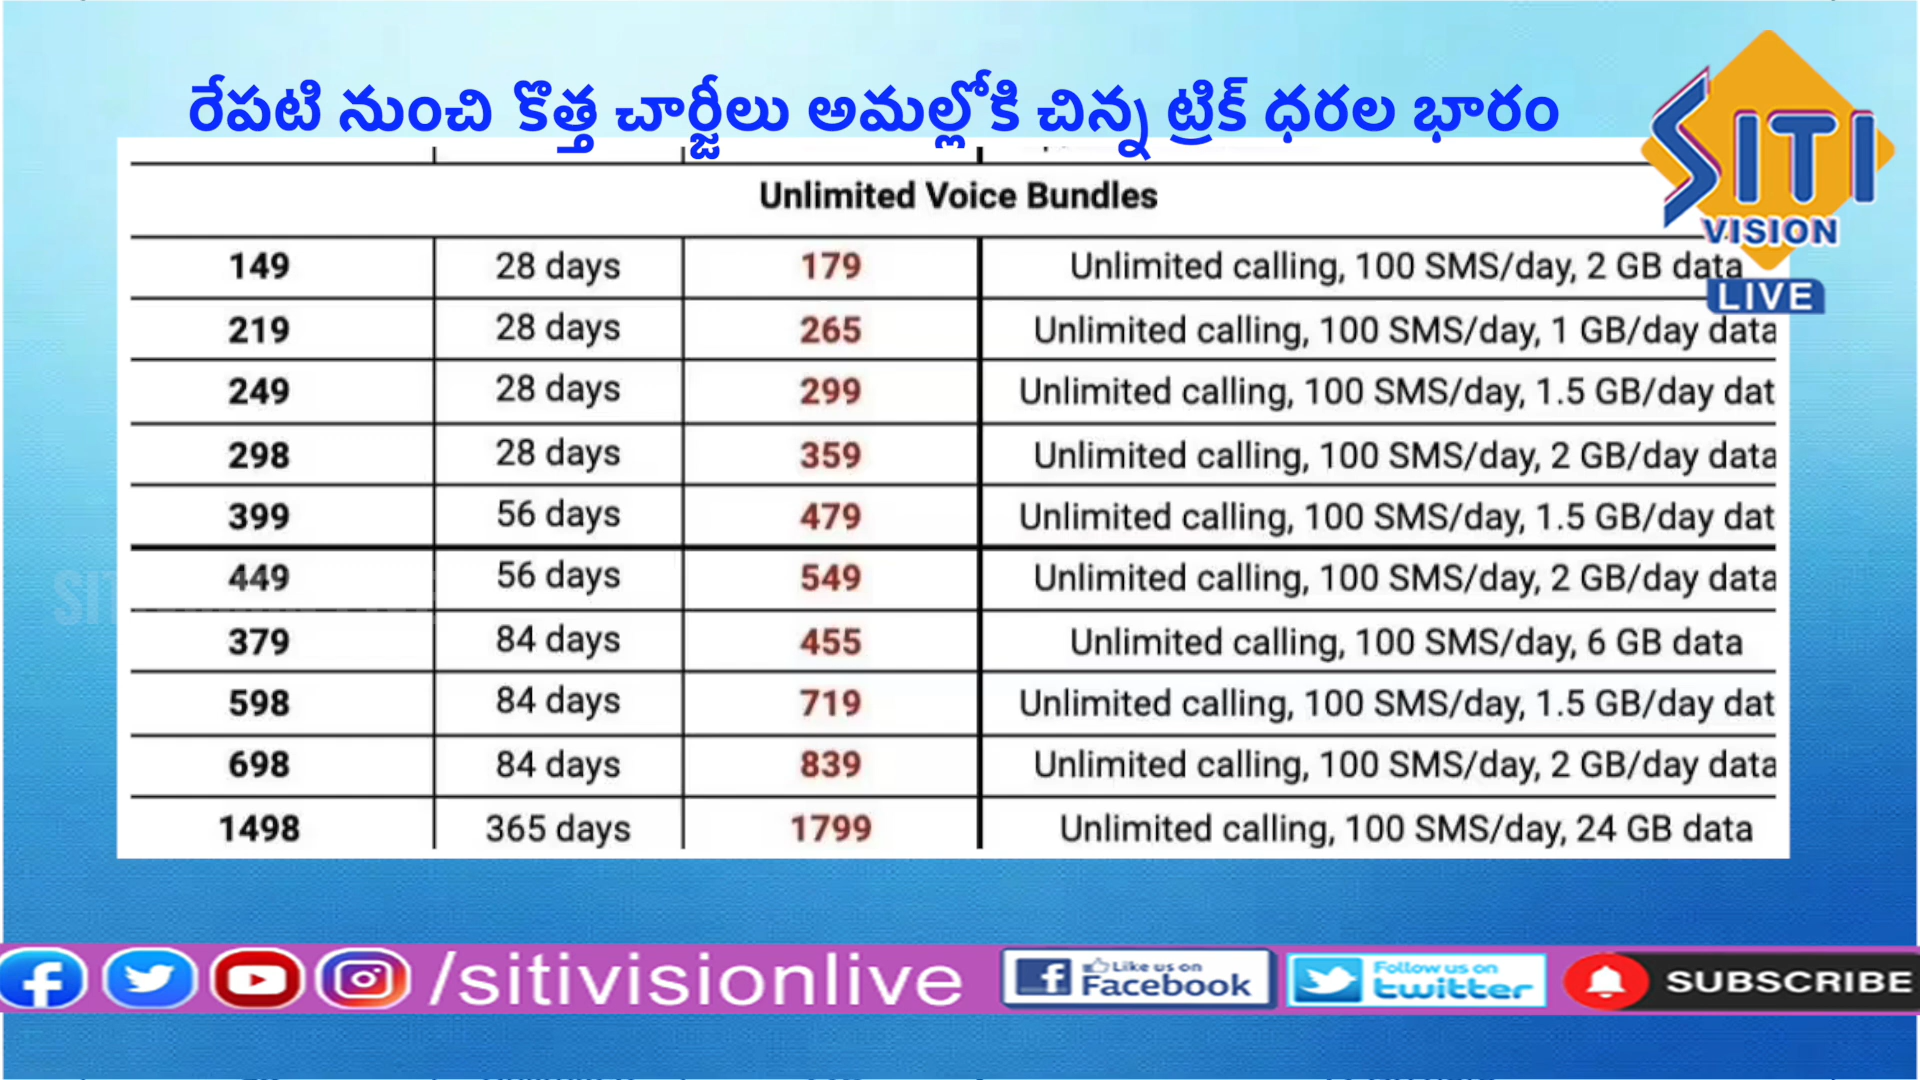 రేపటి నుంచి కొత్త చార్జీలు అమల్లోకి చిన్న ట్రిక్ ధరల భారం
SITI
VISION
LIVE
Unlimited Voice Bundles
149 28 days 179 Unlimited calling, 100 SMS/day, 2 GB data
219 28 days 265 Unlimited calling, 100 SMS/day, 1 GB/day data
249 28 days 299 Unlimited calling, 100 SMS/day, 1.5 GB/day dat
298 28 days 359 Unlimited calling, 100 SMS/day, 2 GB/day data
399 56 days 479 Unlimited calling, 100 SMS/day, 1.5 GB/day dat
449 56 days 549 Unlimited calling, 100 SMS/day, 2 GB/day data
379 84 days 455 Unlimited calling, 100 SMS/day, 6 GB data
598 84 days 719 Unlimited calling, 100 SMS/day, 1.5 GB/day dat
698 84 days 839 Unlimited calling, 100 SMS/day, 2 GB/day data
1498 365 days 1799 Unlimited calling, 100 SMS/day, 24 GB data
/sitivisionlive
Like us on
Facebook
Follow us on
twitter
SUBSCRIBE